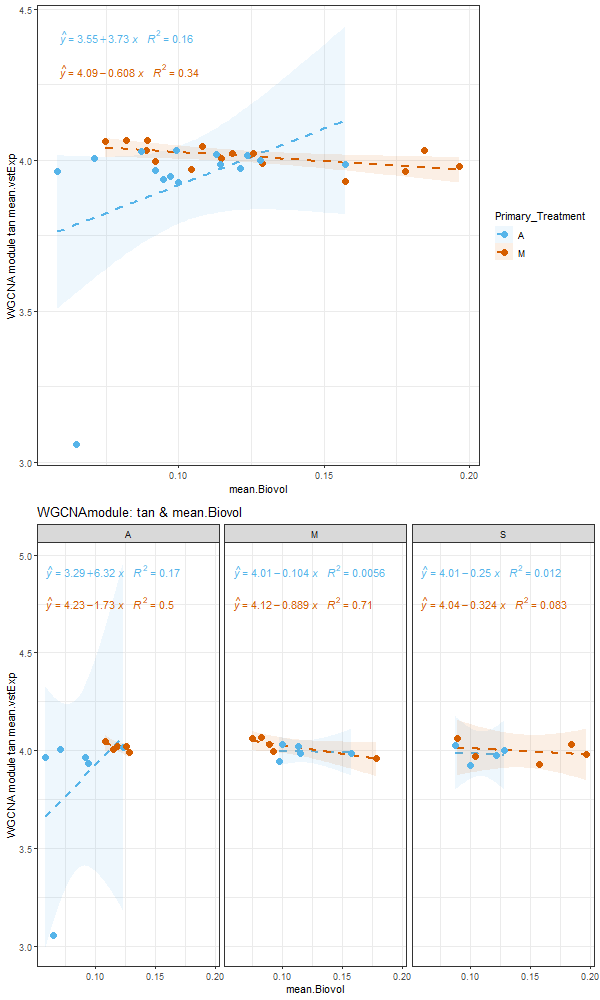 4.5
ŷ = 3.55+3.73 x R² = 0.16
ŷ = 4.09−0.608 x R² = 0.34
4.0
3.5
3.0
WGCNA module tan mean.vstExp
0.10 0.15 0.20
mean.Biovol
Primary_Treatment
A
M
WGCNAmodule: tan & mean.Biovol
A M S
5.0
ŷ = 3.29+6.32 x R² = 0.17 ŷ = 4.01−0.104 x R² = 0.0056 ŷ = 4.01−0.25 x R² = 0.012
ŷ = 4.23−1.73 x R² = 0.5 ŷ = 4.12−0.889 x R² = 0.71 ŷ = 4.04−0.324 x R² = 0.083
4.5
4.0
3.5
3.0
WGCNA module tan mean.vstExp
0.10 0.15 0.20 0.10 0.15 0.20 0.10 0.15 0.20
mean.Biovol